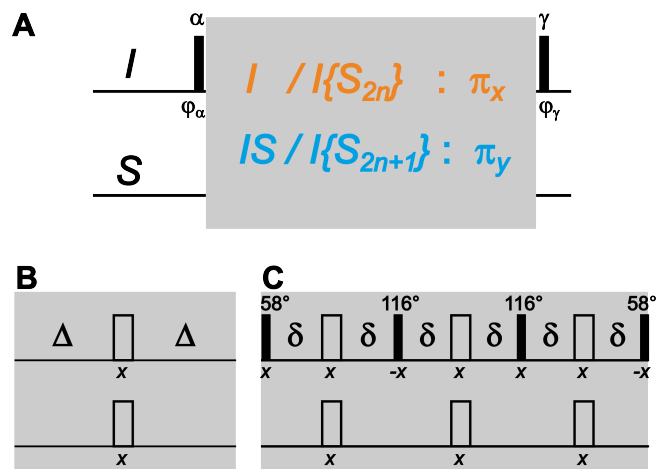 A
α γ
I
I / I{S2n} : πx
φα φγ
IS / I{S2n+1} : πy
S
B C
58° 116° 116° 58°
Δ Δ δ δ δ δ δ δ
x x x -x x x x -x
x x x x